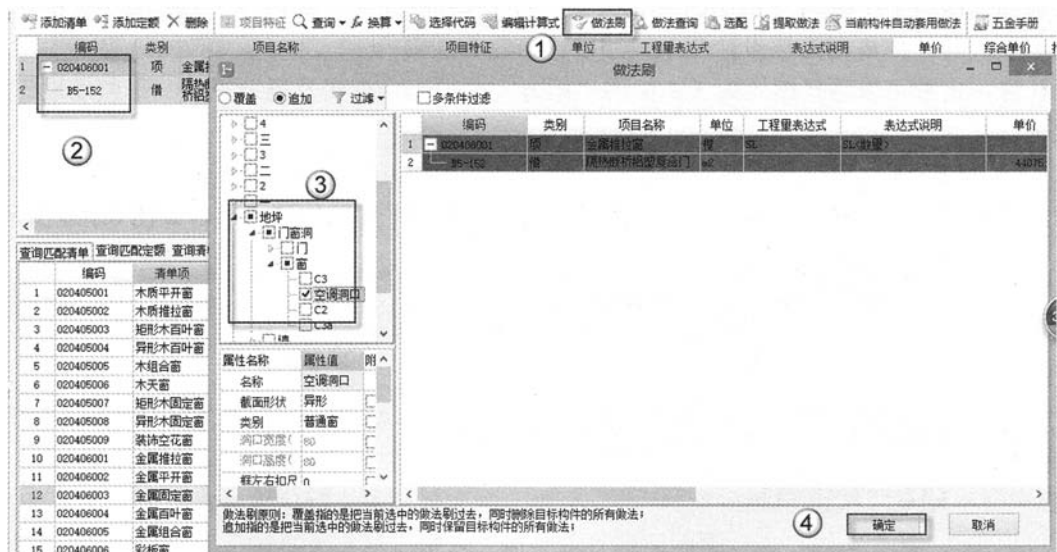 添加清单 添加定额 删除 项目特征 查询 fx 换算 选择代码 编辑计算式 做法刷 做法查询 选配 提取做法 当前构件自动套用做法 五金手册
编码 类别 项目名称 项目特征 ① 单位 工程量表达式 表达式说明 单价 综合单价
1 020406001 项 金属
2 B5-152 借 隔热
②
做法刷
覆盖 追加 过滤 多条件过滤
4
三
3
二
2
一
③
地坪
门窗洞
门
窗
C3
空调洞口
C2
C3a
编码 类别 项目名称 单位 工程量表达式 表达式说明 单价
1 020406001 项 金属推拉窗 樘 SL SL<数量>
2 B5-152 借 隔热断桥铝塑复合门 m2 44075
查询匹配清单 查询匹配定额 查询清
编码 清单项
1 020405001 木质平开窗
2 020405002 木质推拉窗
3 020405003 矩形木百叶窗
4 020405004 异形木百叶窗
5 020405005 木组合窗
6 020405006 木天窗
7 020405007 矩形木固定窗
8 020405008 异形木固定窗
9 020405009 装饰空花窗
10 020406001 金属推拉窗
11 020406002 金属平开窗
12 020406003 金属固定窗
13 020406004 金属百叶窗
14 020406005 金属组合窗
15 020406006 彩板窗
属性名称 属性值 附
名称 空调洞口
截面形状 异形
类别 普通窗
洞口宽度( 80
洞口高度( 80
框左右扣尺 0
做法刷原则：覆盖指的是把当前选中的做法刷过去，同时删除目标构件的所有做法；
追加指的是把当前选中的做法刷过去，同时保留目标构件的所有做法；
④ 确定 取消